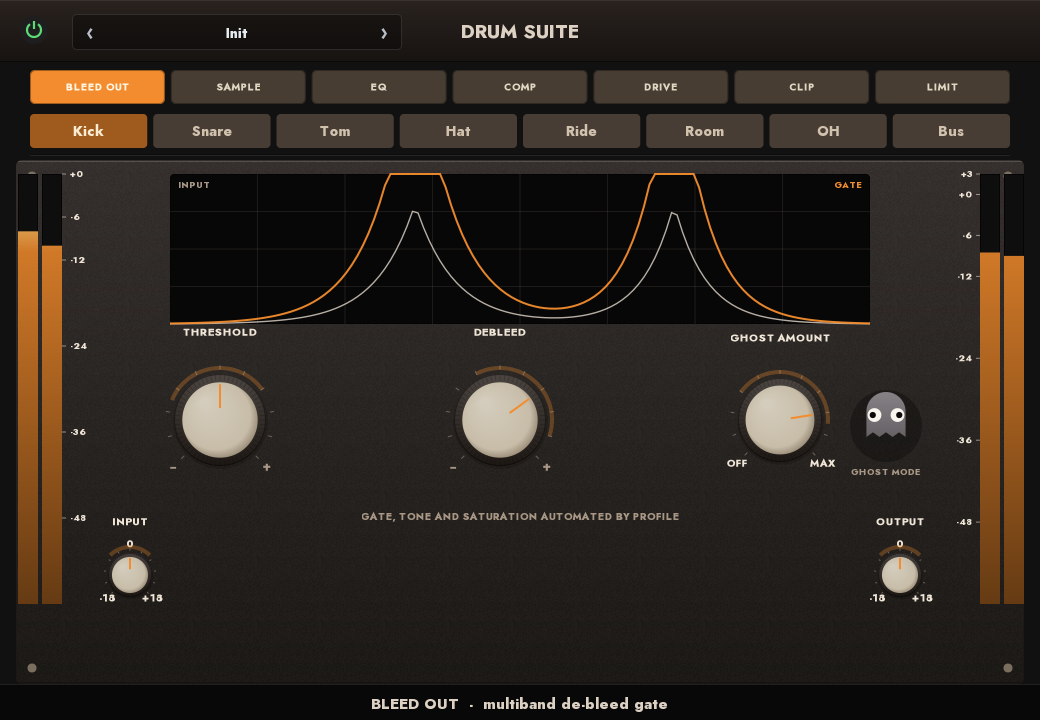 ‹ Init › DRUM SUITE
BLEED OUT SAMPLE EQ COMP DRIVE CLIP LIMIT
Kick Snare Tom Hat Ride Room OH Bus
+0 INPUT GATE +3
+0
-6 -6
-12 -12
THRESHOLD DEBLEED GHOST AMOUNT
-24 -24
-36 -36
- + - + OFF MAX GHOST MODE
-48 GATE, TONE AND SATURATION AUTOMATED BY PROFILE -48
INPUT OUTPUT
0 0
-18 +18 -18 +18
BLEED OUT - multiband de-bleed gate